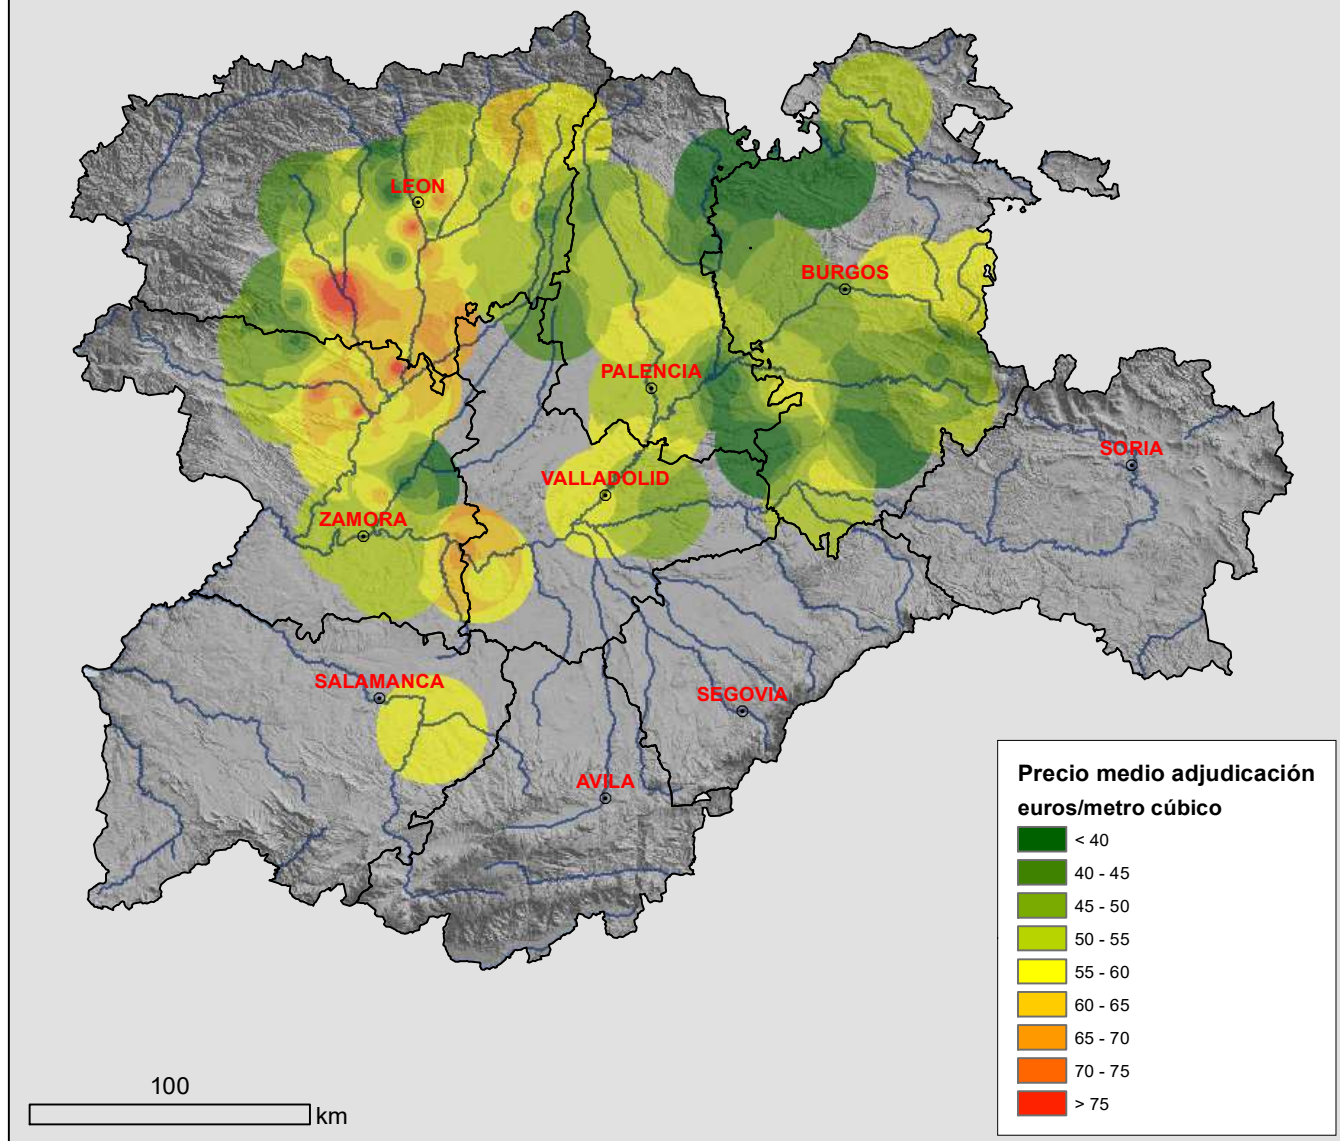 LEON
BURGOS
PALENCIA
SORIA
VALLADOLID
ZAMORA
SALAMANCA
SEGOVIA
AVILA
Precio medio adjudicación
euros/metro cúbico
< 40
40 - 45
45 - 50
50 - 55
55 - 60
60 - 65
65 - 70
70 - 75
> 75
100
km